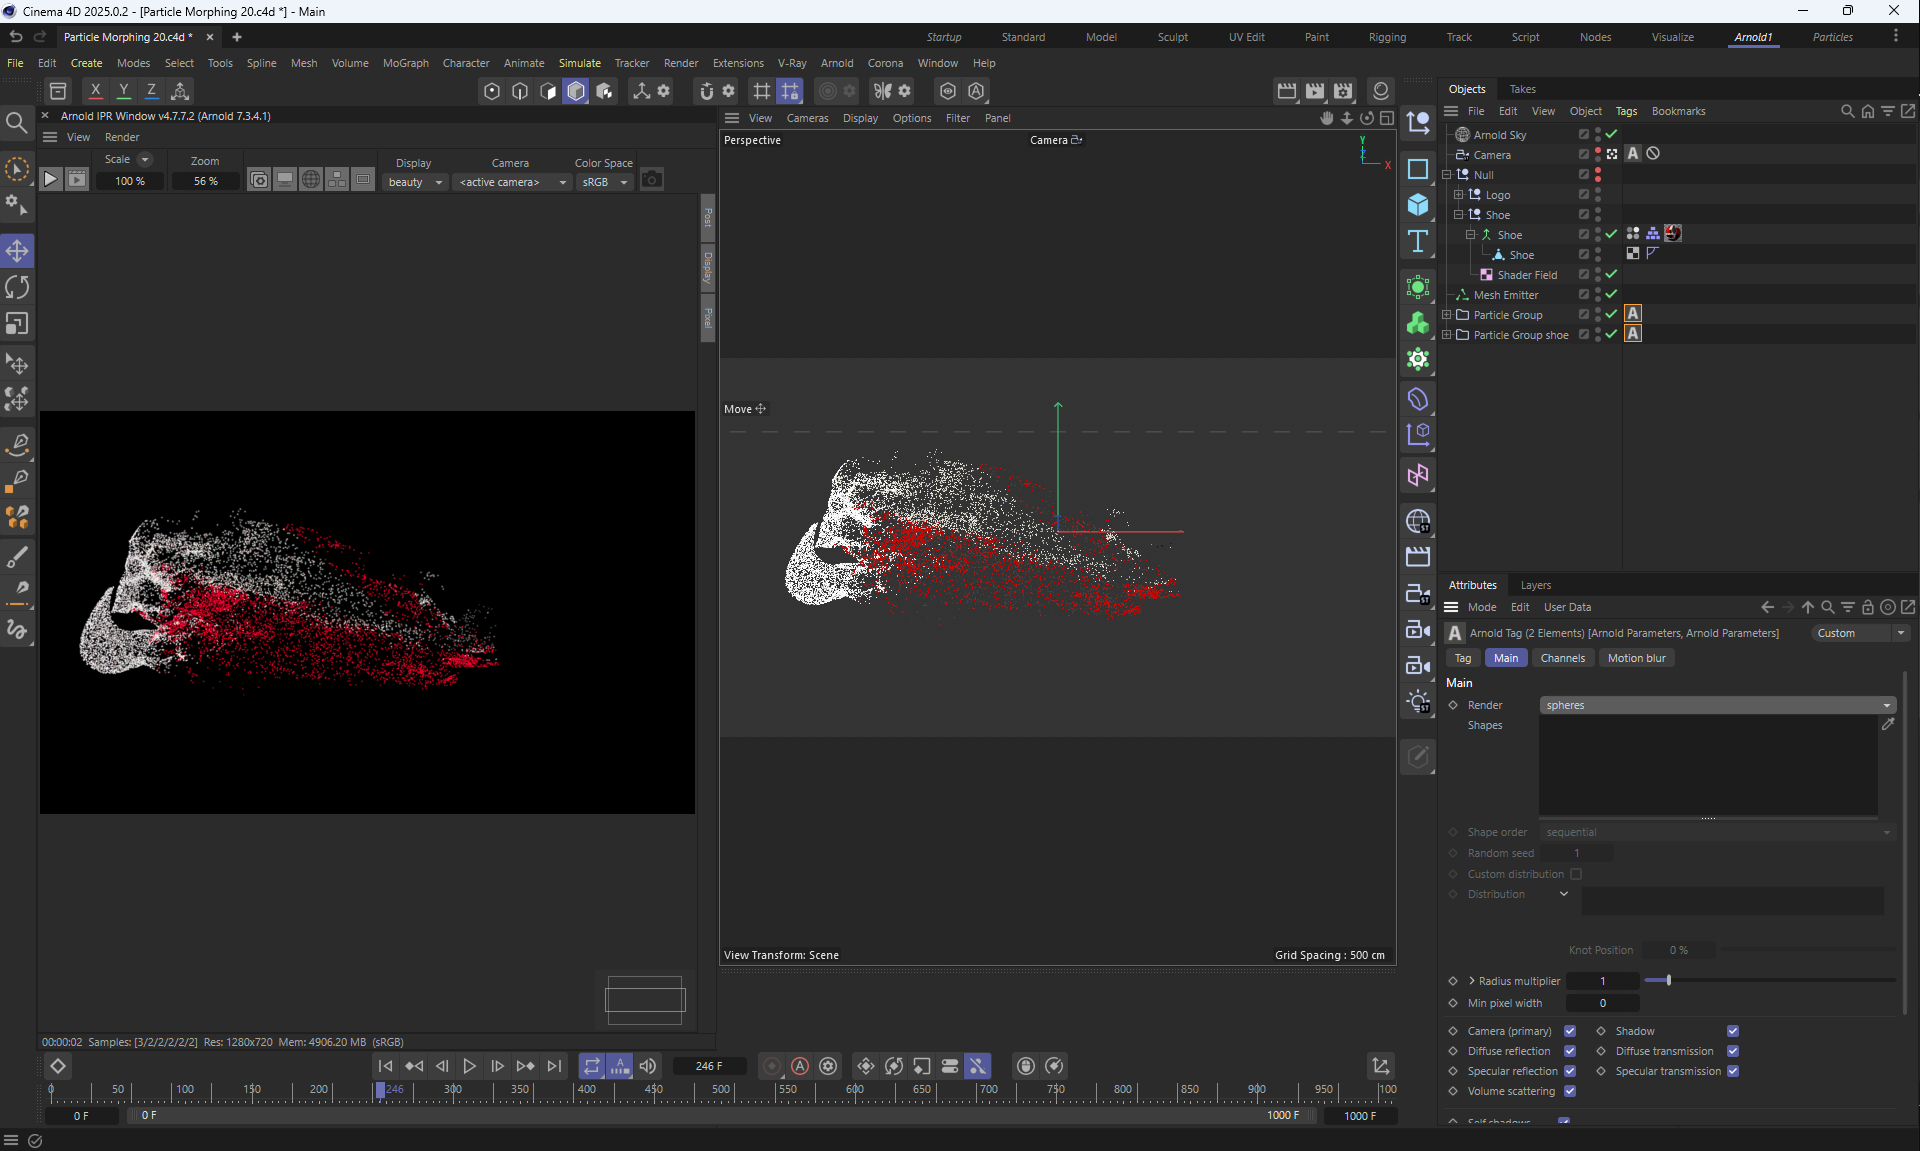 Cinema 4D 2025.0.2 - [Particle Morphing 20.c4d *] - Main
Particle Morphing 20.c4d *
Startup Standard Model Sculpt UV Edit Paint Rigging Track Script Nodes Visualize Arnold1 Particles
File Edit Create Modes Select Tools Spline Mesh Volume MoGraph Character Animate Simulate Tracker Render Extensions V-Ray Arnold Corona Window Help
X Y Z
Arnold IPR Window v4.7.7.2 (Arnold 7.3.4.1)
View Render
Scale Zoom Display Camera Color Space
100 % 56 % beauty <active camera> sRGB
Post
Display
Pixel
View Cameras Display Options Filter Panel
Perspective
Camera
Y
Z
X
Move
View Transform: Scene
Grid Spacing : 500 cm
Objects Takes
File Edit View Object Tags Bookmarks
Arnold Sky
Camera
Null
Logo
Shoe
Shoe
Shoe
Shader Field
Mesh Emitter
Particle Group
Particle Group shoe
Attributes Layers
Mode Edit User Data
Arnold Tag (2 Elements) [Arnold Parameters, Arnold Parameters]
Custom
Tag Main Channels Motion blur
Main
Render spheres
Shapes
Shape order sequential
Random seed 1
Custom distribution
Distribution
Knot Position 0 %
Radius multiplier 1
Min pixel width 0
Camera (primary) Shadow
Diffuse reflection Diffuse transmission
Specular reflection Specular transmission
Volume scattering
Self shadows
00:00:02 Samples: [3/2/2/2/2/2] Res: 1280x720 Mem: 4906.20 MB (sRGB)
246 F
0 50 100 150 200 246 300 350 400 450 500 550 600 650 700 750 800 850 900 950 100
0 F 0 F 1000 F 1000 F